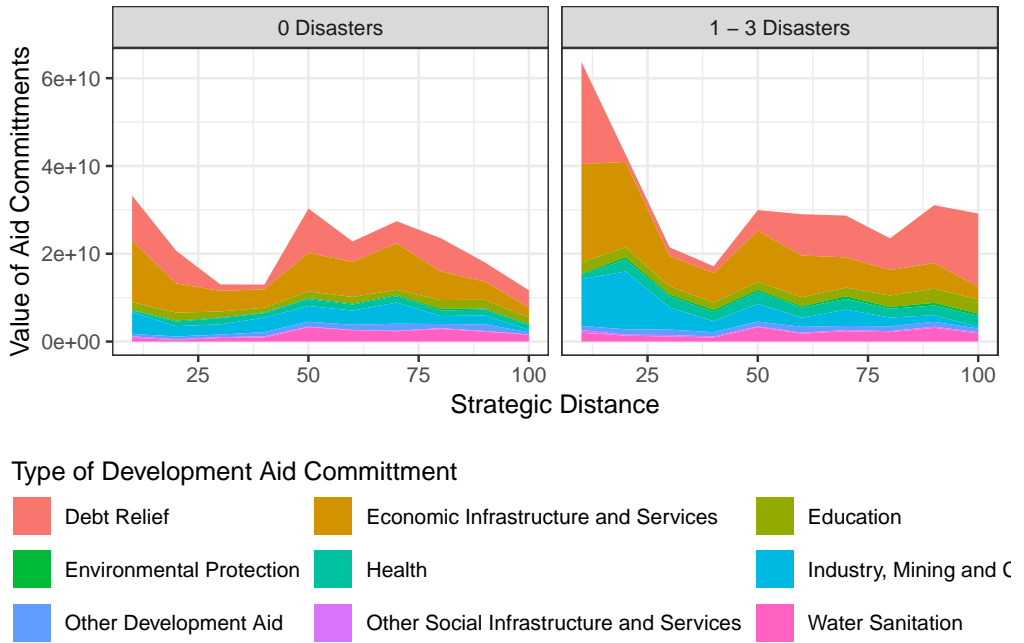 0 Disasters
1 − 3 Disasters
Value of Aid Committments
6e+10
4e+10
2e+10
0e+00
25 50 75 100
25 50 75 100
Strategic Distance
Type of Development Aid Committment
Debt Relief
Economic Infrastructure and Services
Education
Environmental Protection
Health
Industry, Mining and
Other Development Aid
Other Social Infrastructure and Services
Water Sanitation